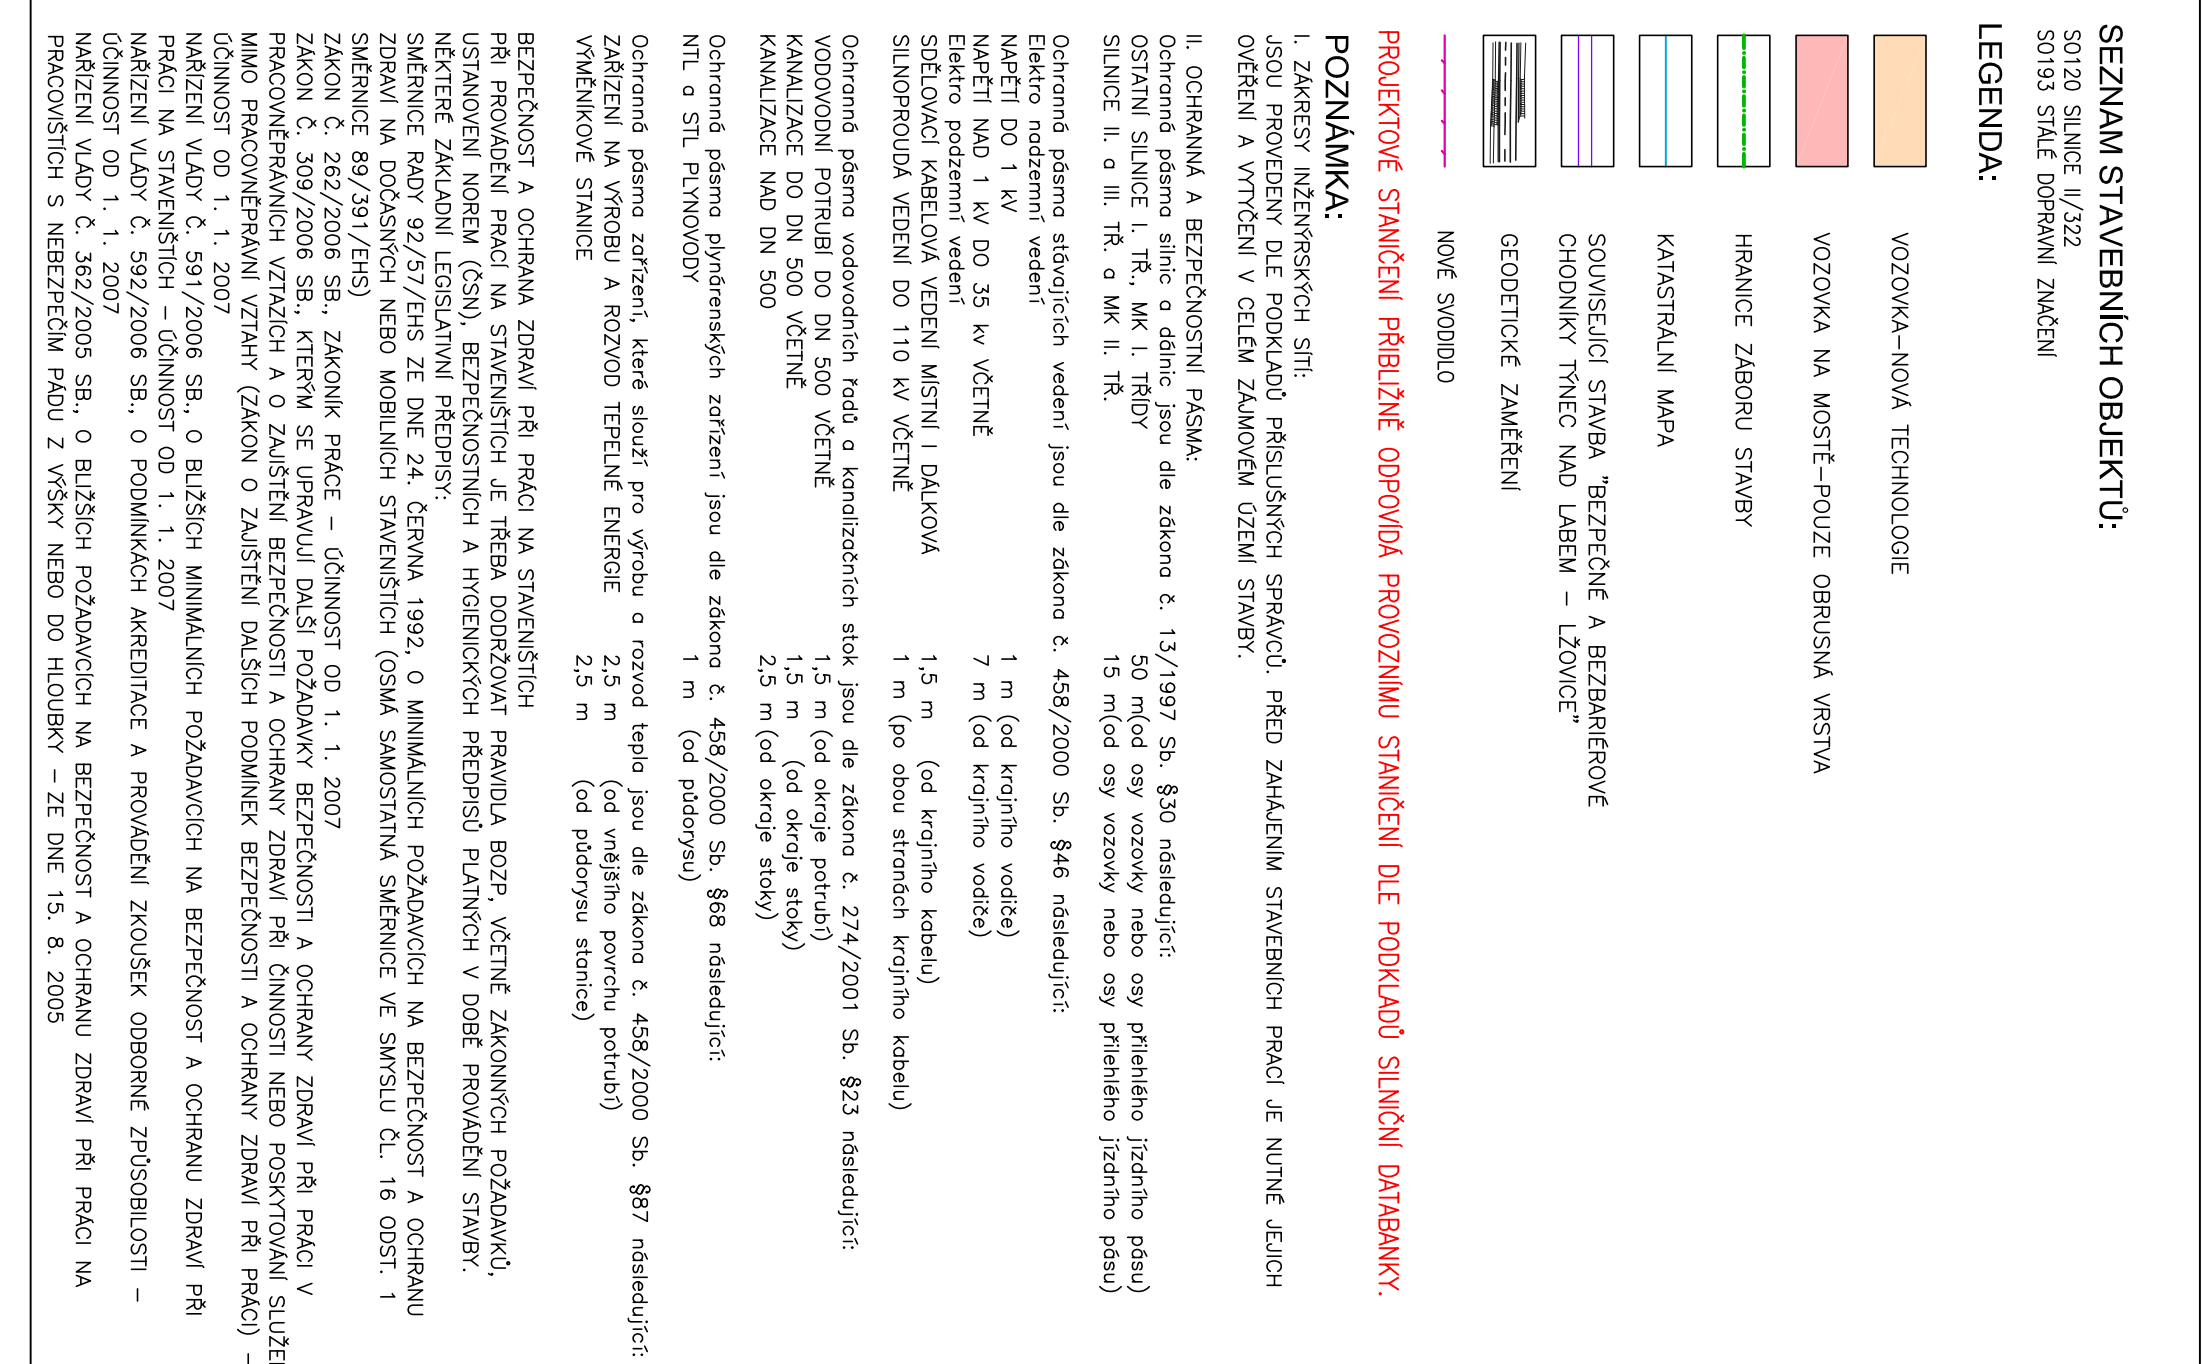 SEZNAM STAVEBNÍCH OBJEKTŮ:
SO120 SILNICE II/322
SO193 STÁLÉ DOPRAVNÍ ZNAČENÍ
LEGENDA:
VOZOVKA–NOVÁ TECHNOLOGIE
VOZOVKA NA MOSTĚ–POUZE OBRUSNÁ VRSTVA
HRANICE ZÁBORU STAVBY
KATASTRÁLNÍ MAPA
SOUVISEJÍCÍ STAVBA "BEZPEČNÉ A BEZBARIÉROVÉ
CHODNÍKY TÝNEC NAD LABEM – LŽOVICE"
GEODETICKÉ ZAMĚŘENÍ
NOVÉ SVODIDLO
PROJEKTOVÉ STANIČENÍ PŘIBLIŽNĚ ODPOVÍDÁ PROVOZNÍMU STANIČENÍ DLE PODKLADŮ SILNIČNÍ DATABANKY.
POZNÁMKA:
I. ZÁKRESY INŽENÝRSKÝCH SÍTÍ:
JSOU PROVEDENY DLE PODKLADŮ PŘÍSLUŠNÝCH SPRÁVCŮ. PŘED ZAHÁJENÍM STAVEBNÍCH PRACÍ JE NUTNÉ JEJICH
OVĚŘENÍ A VYTYČENÍ V CELÉM ZÁJMOVÉM ÚZEMÍ STAVBY.
II. OCHRANNÁ A BEZPEČNOSTNÍ PÁSMA:
Ochranná pásma silnic a dálnic jsou dle zákona č. 13/1997 Sb. §30 následující:
OSTATNÍ SILNICE I. TŘ., MK I. TŘÍDY 50 m(od osy vozovky nebo osy přilehlého jízdního pásu)
SILNICE II. a III. TŘ. a MK II. TŘ. 15 m(od osy vozovky nebo osy přilehlého jízdního pásu)
Ochranná pásma stávajících vedení jsou dle zákona č. 458/2000 Sb. §46 následující:
Elektro nadzemní vedení
NAPĚTÍ DO 1 kV 1 m (od krajního vodiče)
NAPĚTÍ NAD 1 kV DO 35 kv VČETNĚ 7 m (od krajního vodiče)
Elektro podzemní vedení
SDĚLOVACÍ KABELOVÁ VEDENÍ MÍSTNÍ I DÁLKOVÁ 1,5 m (od krajního kabelu)
SILNOPROUDÁ VEDENÍ DO 110 kV VČETNĚ 1 m (po obou stranách krajního kabelu)
Ochranná pásma vodovodních řadů a kanalizačních stok jsou dle zákona č. 274/2001 Sb. §23 následující:
VODOVODNÍ POTRUBÍ DO DN 500 VČETNĚ 1,5 m (od okraje potrubí)
KANALIZACE DO DN 500 VČETNĚ 1,5 m (od okraje stoky)
KANALIZACE NAD DN 500 2,5 m (od okraje stoky)
Ochranná pásma plynárenských zařízení jsou dle zákona č. 458/2000 Sb. §68 následující:
NTL a STL PLYNOVODY 1 m (od půdorysu)
Ochranná pásma zařízení, které slouží pro výrobu a rozvod tepla jsou dle zákona č. 458/2000 Sb. §87 následující:
ZAŘÍZENÍ NA VÝROBU A ROZVOD TEPELNÉ ENERGIE 2,5 m (od vnějšího povrchu potrubí)
VÝMĚNÍKOVÉ STANICE 2,5 m (od půdorysu stanice)
BEZPEČNOST A OCHRANA ZDRAVÍ PŘI PRÁCI NA STAVENIŠTÍCH
PŘI PROVÁDĚNÍ PRACÍ NA STAVENIŠTÍCH JE TŘEBA DODRŽOVAT PRAVIDLA BOZP, VČETNĚ ZÁKONNÝCH POŽADAVKŮ,
USTANOVENÍ NOREM (ČSN), BEZPEČNOSTNÍCH A HYGIENICKÝCH PŘEDPISŮ PLATNÝCH V DOBĚ PROVÁDĚNÍ STAVBY.
NĚKTERÉ ZÁKLADNÍ LEGISLATIVNÍ PŘEDPISY:
SMĚRNICE RADY 92/57/EHS ZE DNE 24. ČERVNA 1992, O MINIMÁLNÍCH POŽADAVCÍCH NA BEZPEČNOST A OCHRANU
ZDRAVÍ NA DOČASNÝCH NEBO MOBILNÍCH STAVENIŠTÍCH (OSMÁ SAMOSTATNÁ SMĚRNICE VE SMYSLU ČL. 16 ODST. 1
SMĚRNICE 89/391/EHS)
ZÁKON Č. 262/2006 SB., ZÁKONÍK PRÁCE – ÚČINNOST OD 1. 1. 2007
ZÁKON Č. 309/2006 SB., KTERÝM SE UPRAVUJÍ DALŠÍ POŽADAVKY BEZPEČNOSTI A OCHRANY ZDRAVÍ PŘI PRÁCI V
PRACOVNĚPRÁVNÍCH VZTAZÍCH A O ZAJIŠTĚNÍ BEZPEČNOSTI A OCHRANY ZDRAVÍ PŘI ČINNOSTI NEBO POSKYTOVÁNÍ
MIMO PRACOVNĚPRÁVNÍ VZTAHY (ZÁKON O ZAJIŠTĚNÍ DALŠÍCH PODMÍNEK BEZPEČNOSTI A OCHRANY ZDRAVÍ PŘI PRÁCI) –
ÚČINNOST OD 1. 1. 2007
NAŘÍZENÍ VLÁDY Č. 591/2006 SB., O BLIŽŠÍCH MINIMÁLNÍCH POŽADAVCÍCH NA BEZPEČNOST A OCHRANU ZDRAVÍ PŘI
PRÁCI NA STAVENIŠTÍCH – ÚČINNOST OD 1. 1. 2007
NAŘÍZENÍ VLÁDY Č. 592/2006 SB., O PODMÍNKÁCH AKREDITACE A PROVÁDĚNÍ ZKOUŠEK ODBORNÉ ZPŮSOBILOSTI –
ÚČINNOST OD 1. 1. 2007
NAŘÍZENÍ VLÁDY Č. 362/2005 SB., O BLIŽŠÍCH POŽADAVCÍCH NA BEZPEČNOST A OCHRANU ZDRAVÍ PŘI PRÁCI NA
PRACOVIŠTÍCH S NEBEZPEČÍM PÁDU Z VÝŠKY NEBO DO HLOUBKY – ZE DNE 15. 8. 2005